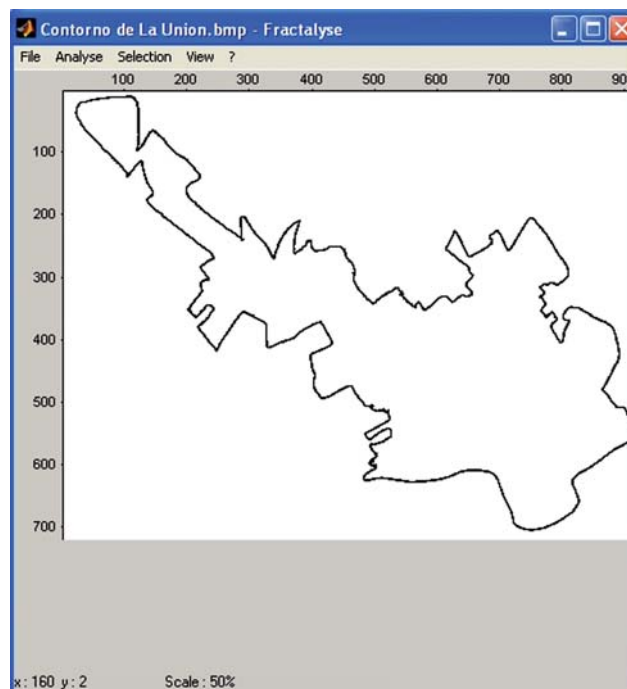 Contorno de La Union.bmp - Fractalyse
File Analyse Selection View ?
100 200 300 400 500 600 700 800 900
100
200
300
400
500
600
700
x : 160 y : 2 Scale : 50%